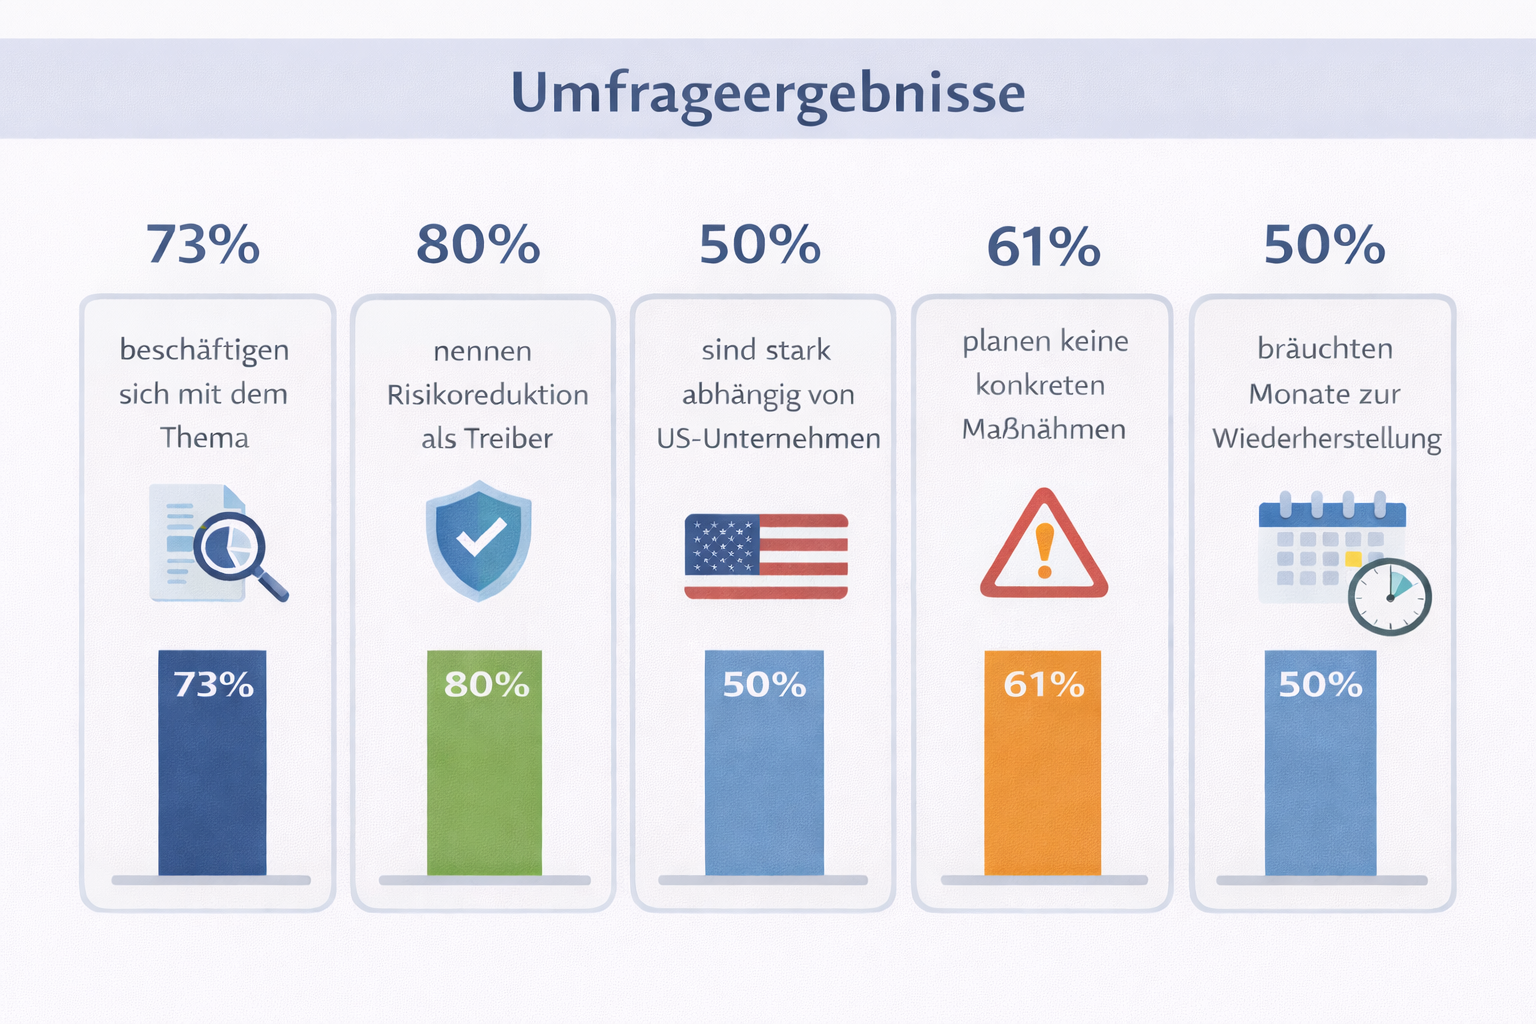 Umfrageergebnisse
73%
beschäftigen
sich mit dem
Thema
73%
80%
nennen
Risikoreduktion
als Treiber
80%
50%
sind stark
abhängig von
US-Unternehmen
50%
61%
planen keine
konkreten
Maßnähmen
61%
50%
bräuchten
Monate zur
Wiederherstellung
50%